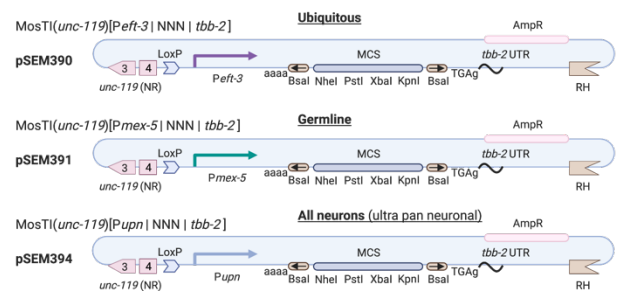 Ubiquitous
MosTI(unc-119)[Peft-3 | NNN | tbb-2]
AmpR
pSEM390
LoxP
MCS
tbb-2 UTR
3 4
Peft-3
aaaa BsaI NheI PstI XbaI KpnI BsaI TGAg
unc-119 (NR)
RH
Germline
MosTI(unc-119)[Pmex-5 | NNN | tbb-2]
AmpR
pSEM391
LoxP
MCS
tbb-2 UTR
3 4
Pmex-5
aaaa BsaI NheI PstI XbaI KpnI BsaI TGAg
unc-119 (NR)
RH
All neurons (ultra pan neuronal)
MosTI(unc-119)[Pupn | NNN | tbb-2]
AmpR
pSEM394
LoxP
MCS
tbb-2 UTR
3 4
Pupn
aaaa BsaI NheI PstI XbaI KpnI BsaI TGAg
unc-119 (NR)
RH